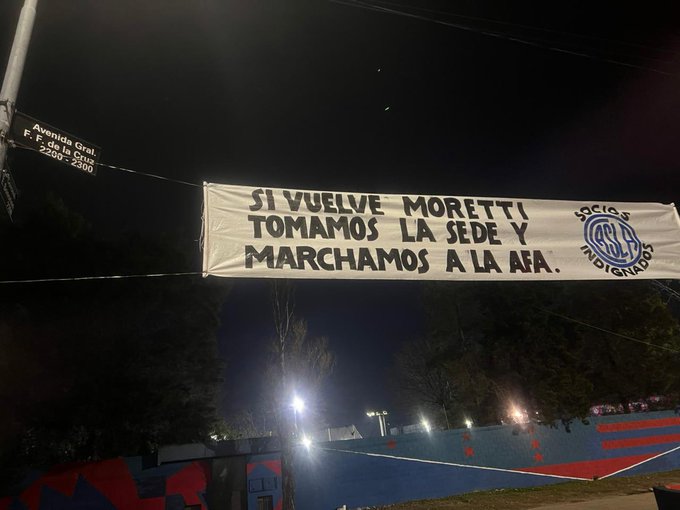 Avenida Gral.
F. F. de la Cruz
2200-2300
SI VUELVE MORETTI
TOMAMOS LA SEDE Y
MARCHAMOS A LA AFA.
SOCIOS
CASLA
INDIGNADOS